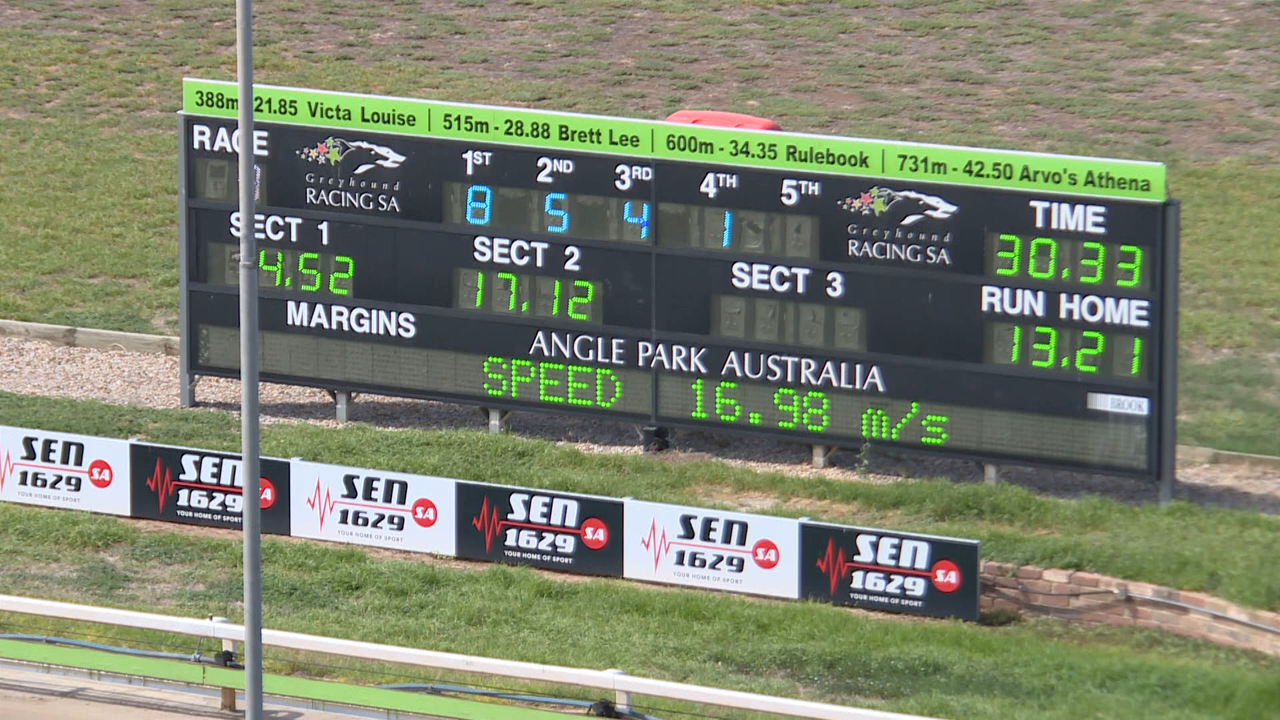 388m 21.85 Victa Louise | 515m - 28.88 Brett Lee | 600m - 34.35 Rulebook | 731m - 42.50 Arvo's Athena
RACE
Greyhound
RACING SA
1ST 2ND 3RD 4TH 5TH
8 5 4 1
Greyhound
RACING SA
TIME
30.33
SECT 1
4.52
SECT 2
17.12
SECT 3
RUN HOME
13.21
MARGINS
ANGLE PARK AUSTRALIA
SPEED 16.98 m/s
BROOK
SEN
1629 SA
YOUR HOME OF SPORT
SEN
1629 SA
YOUR HOME OF SPORT
SEN
1629 SA
YOUR HOME OF SPORT
SEN
1629 SA
YOUR HOME OF SPORT
SEN
1629 SA
YOUR HOME OF SPORT
SEN
1629 SA
YOUR HOME OF SPORT